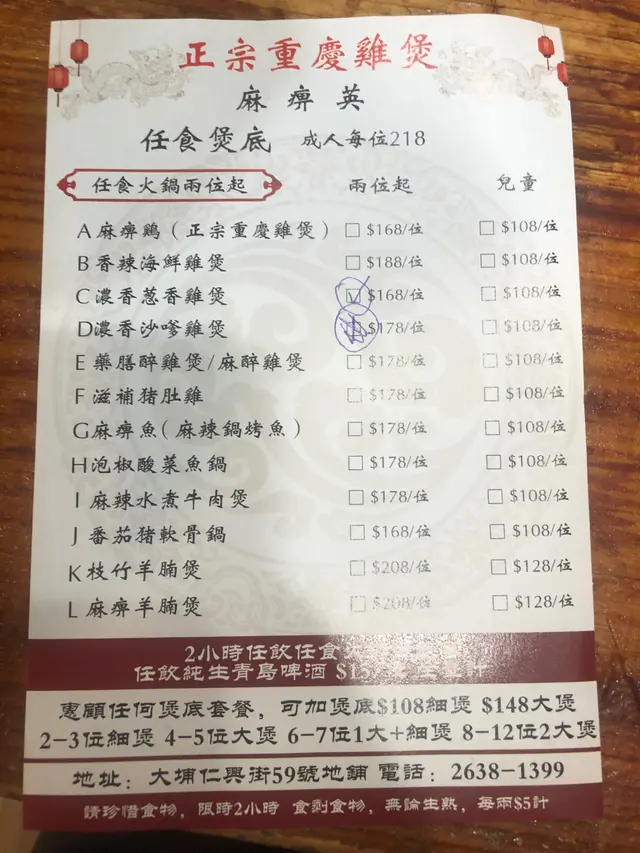 正宗重慶雞煲
麻痹英
任食煲底 成人每位218
任食火鍋兩位起 兩位起 兒童
A 麻痹鷄（正宗重慶雞煲） $168/位 $108/位
B 香辣海鮮雞煲 $188/位 $108/位
C 濃香蔥香雞煲 $168/位 $108/位
D 濃香沙嗲雞煲 $178/位 $108/位
E 藥膳醉雞煲/麻醉雞煲 $178/位 $108/位
F 滋補猪肚雞 $178/位 $108/位
G 麻痹魚（麻辣鍋烤魚） $178/位 $108/位
H 泡椒酸菜魚鍋 $178/位 $108/位
I 麻辣水煮牛肉煲 $178/位 $108/位
J 番茄猪軟骨鍋 $168/位 $108/位
K 枝竹羊腩煲 $208/位 $128/位
L 麻痹羊腩煲 $208/位 $128/位
2小時任飲任食
任飲純生青島啤酒
惠顧任何煲底套餐，可加煲底$108細煲 $148大煲
2-3位細煲 4-5位大煲 6-7位1大+細煲 8-12位2大煲
地址：大埔仁興街59號地鋪 電話：2638-1399
請珍惜食物，限時2小時 食剩食物，無論生熟，每兩$5計